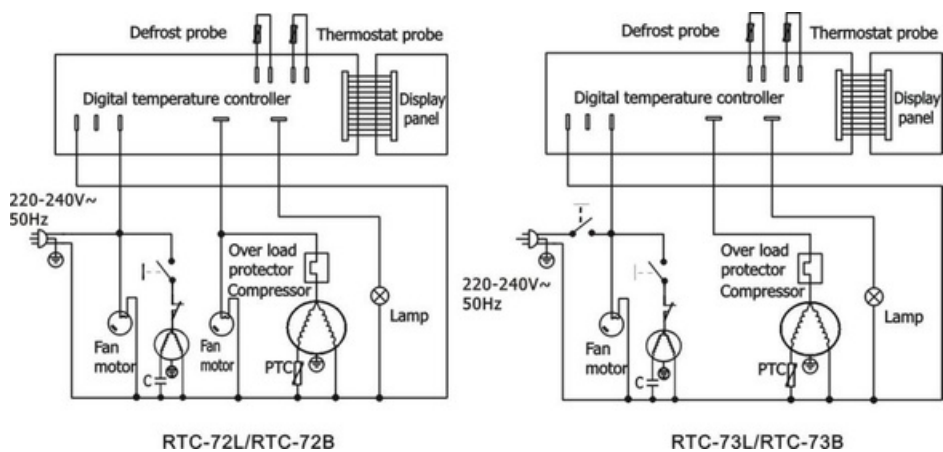 Defrost probe
Thermostat probe
Digital temperature controller
Display
panel
220-240V~
50Hz
Over load
protector
Compressor
Lamp
Fan
motor
Fan
motor
PTC
C
RTC-72L/RTC-72B
Defrost probe
Thermostat probe
Digital temperature controller
Display
panel
220-240V~
50Hz
Over load
protector
Compressor
Lamp
Fan
motor
PTC
C
RTC-73L/RTC-73B